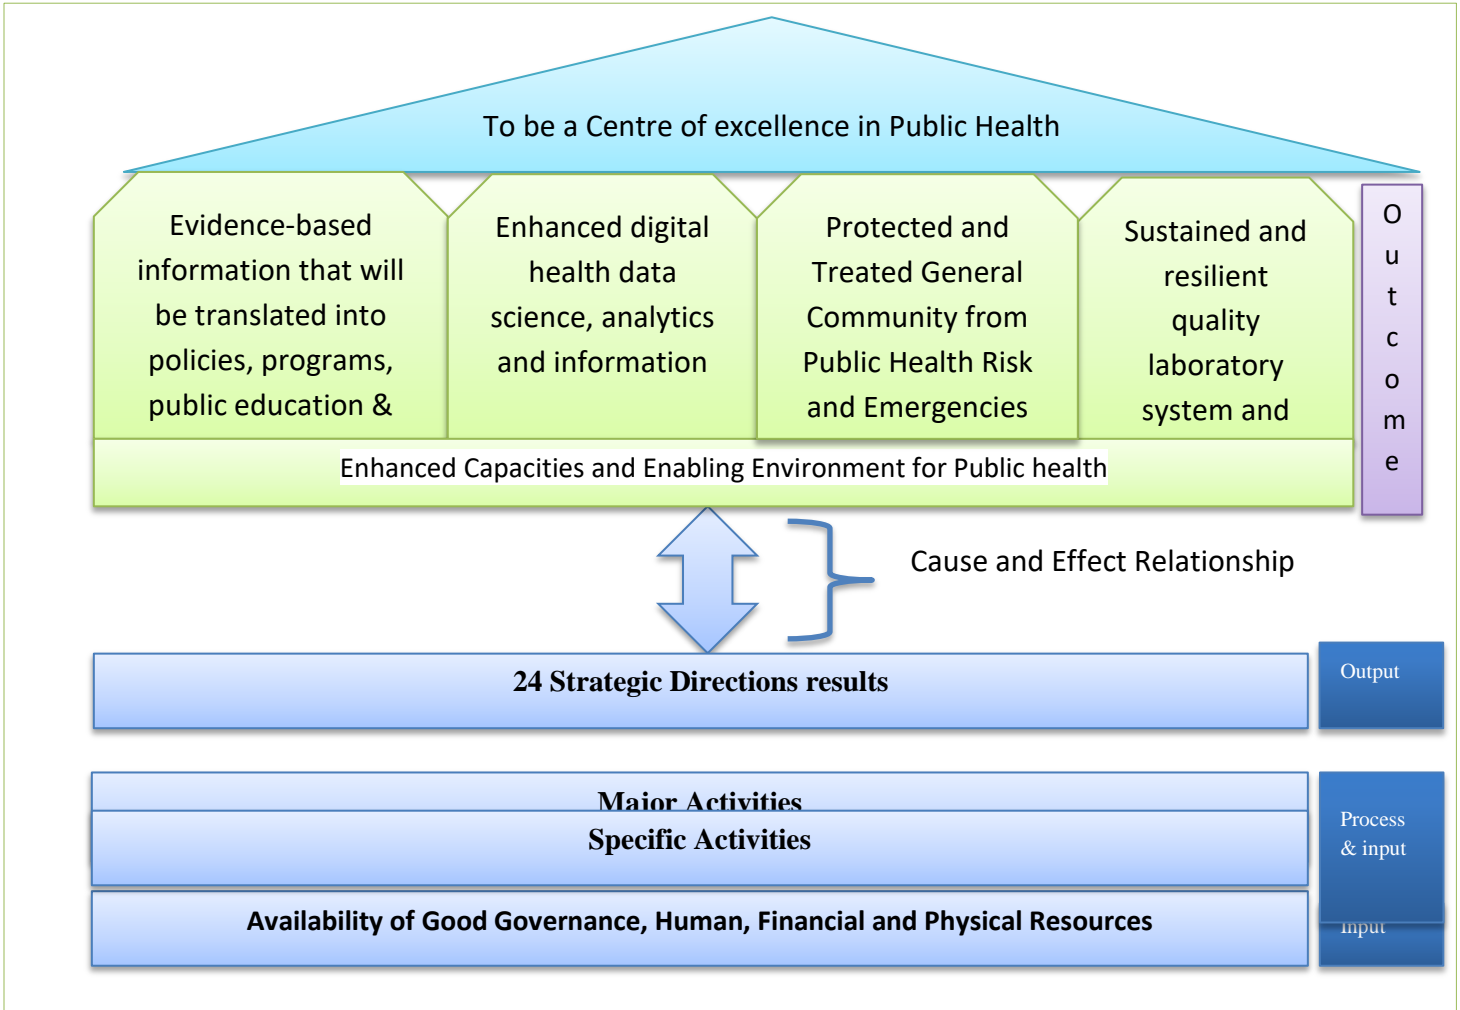 To be a Centre of excellence in Public Health
Evidence-based
information that will
be translated into
policies, programs,
public education &
Enhanced digital
health data
science, analytics
and information
Protected and
Treated General
Community from
Public Health Risk
and Emergencies
Sustained and
resilient
quality
laboratory
system and
O
u
t
c
o
m
e
Enhanced Capacities and Enabling Environment for Public health
Cause and Effect Relationship
24 Strategic Directions results
Output
Major Activities
Specific Activities
Process
& input
Availability of Good Governance, Human, Financial and Physical Resources
Input